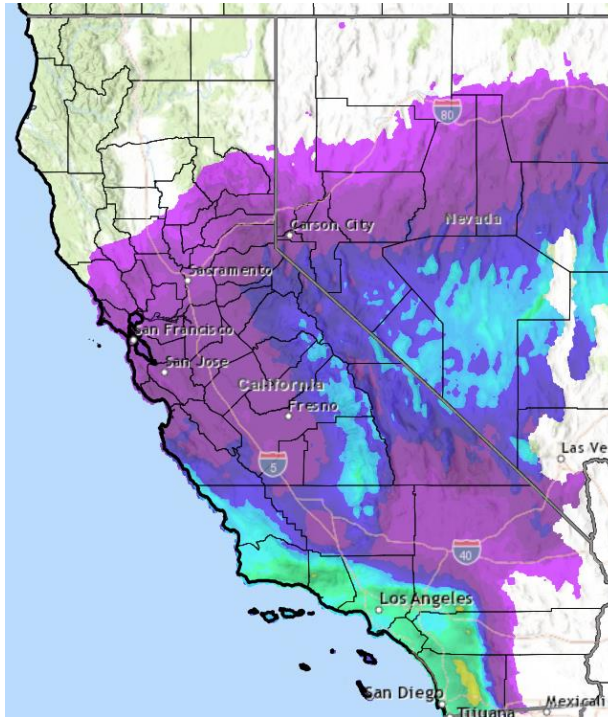 80
Carson City
Nevada
Sacramento
San Francisco
San Jose
California
Fresno
5
Las Ve
40
Los Angeles
San Diego
Tijuana
Mexicali